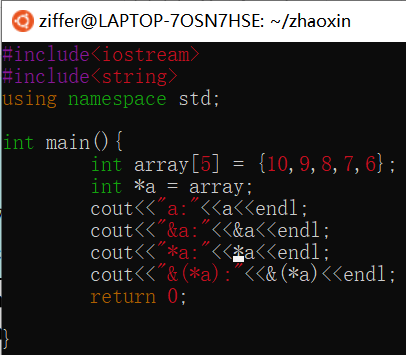 ziffer@LAPTOP-7OSN7HSE: ~/zhaoxin
#include<iostream>
#include<string>
using namespace std;
int main(){
int array[5] = {10,9,8,7,6};
int *a = array;
cout<<"a:"<<a<<endl;
cout<<"&a:"<<&a<<endl;
cout<<"*a:"<<*a<<endl;
cout<<"&(*a):"<<&(*a)<<endl;
return 0;
}